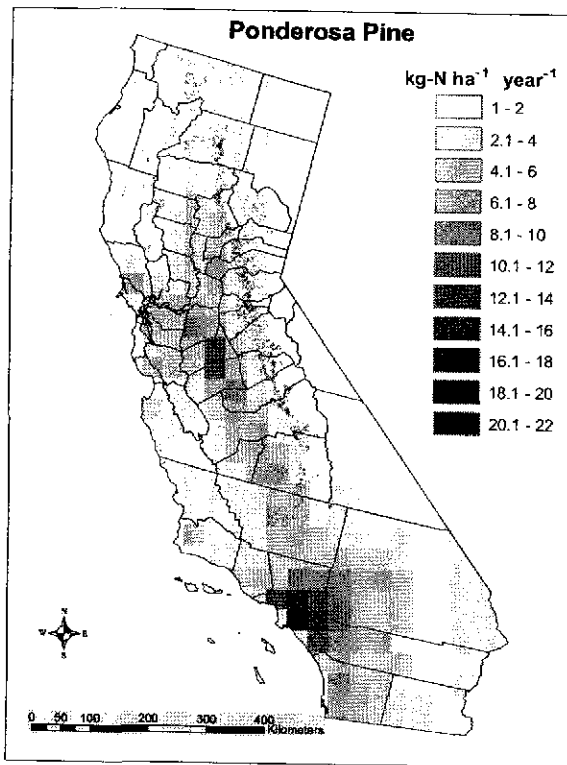 Ponderosa Pine
kg-N ha⁻¹ year⁻¹
1 - 2
2.1 - 4
4.1 - 6
6.1 - 8
8.1 - 10
10.1 - 12
12.1 - 14
14.1 - 16
16.1 - 18
18.1 - 20
20.1 - 22
N
W E
S
0 50 100 200 300 400
Kilometers